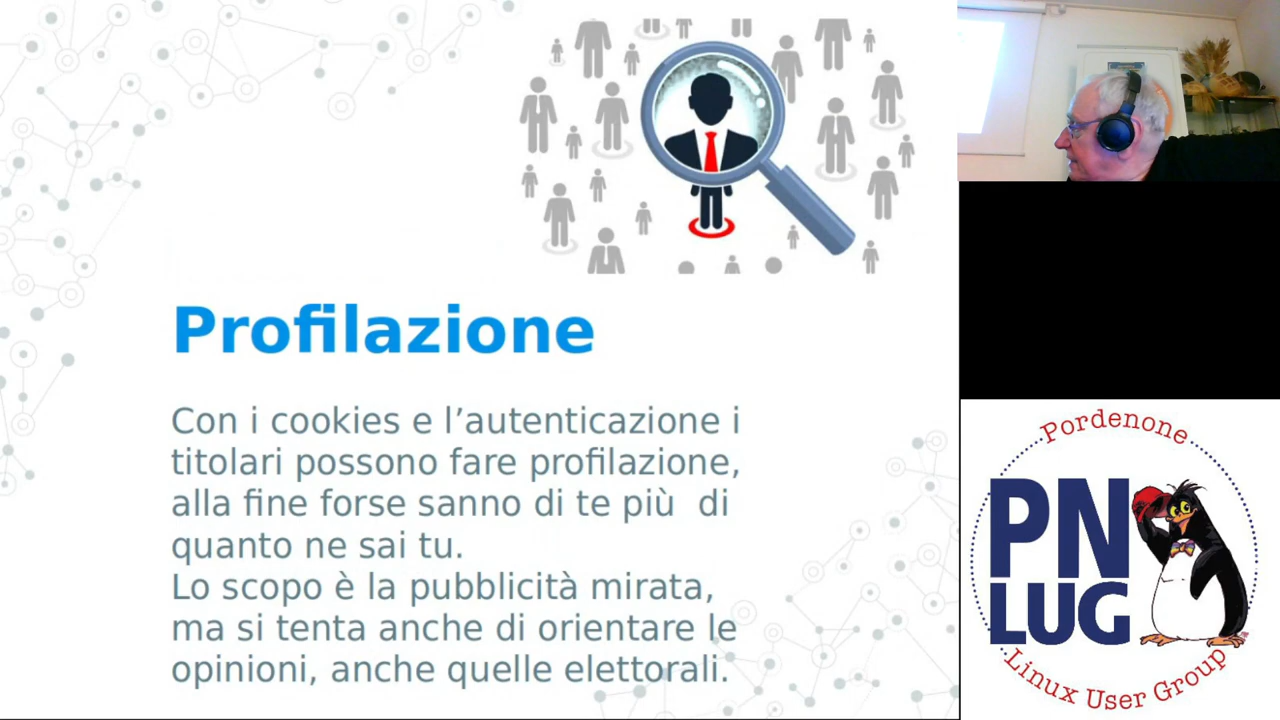 Profilazione
Con i cookies e l’autenticazione i
titolari possono fare profilazione,
alla fine forse sanno di te più  di
quanto ne sai tu.
Lo scopo è la pubblicità mirata,
ma si tenta anche di orientare le
opinioni, anche quelle elettorali.
Pordenone
PN
LUG
Linux User Group